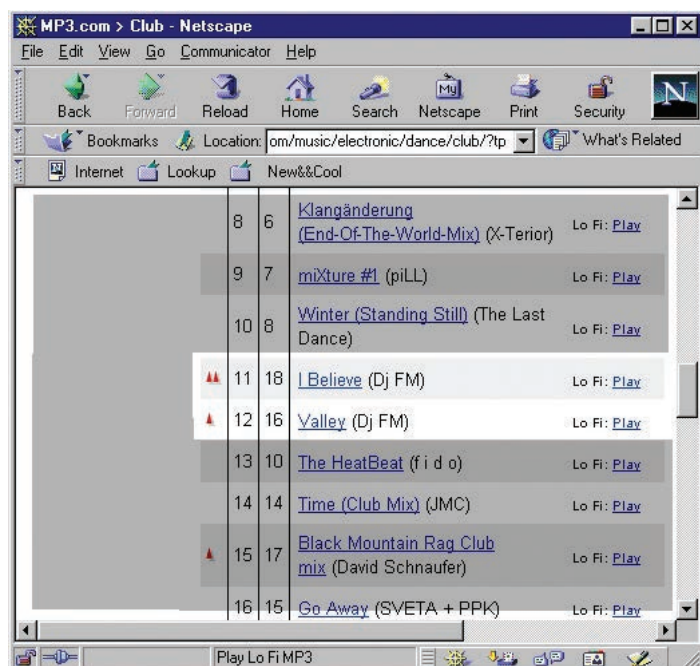 MP3.com > Club - Netscape
File Edit View Go Communicator Help
Back Forward Reload Home Search Netscape Print Security
My
N
Bookmarks Location: om/music/electronic/dance/club/?tp What's Related
Internet Lookup New&&Cool
8 6 Klangänderung
(End-Of-The-World-Mix) (X-Terior) Lo Fi: Play
9 7 miXture #1 (piLL) Lo Fi: Play
10 8 Winter (Standing Still) (The Last
Dance) Lo Fi: Play
11 18 I Believe (Dj FM) Lo Fi: Play
12 16 Valley (Dj FM) Lo Fi: Play
13 10 The HeatBeat (f i d o) Lo Fi: Play
14 14 Time (Club Mix) (JMC) Lo Fi: Play
15 17 Black Mountain Rag Club
mix (David Schnaufer) Lo Fi: Play
16 15 Go Away (SVETA + PPK) Lo Fi: Play
Play Lo Fi MP3